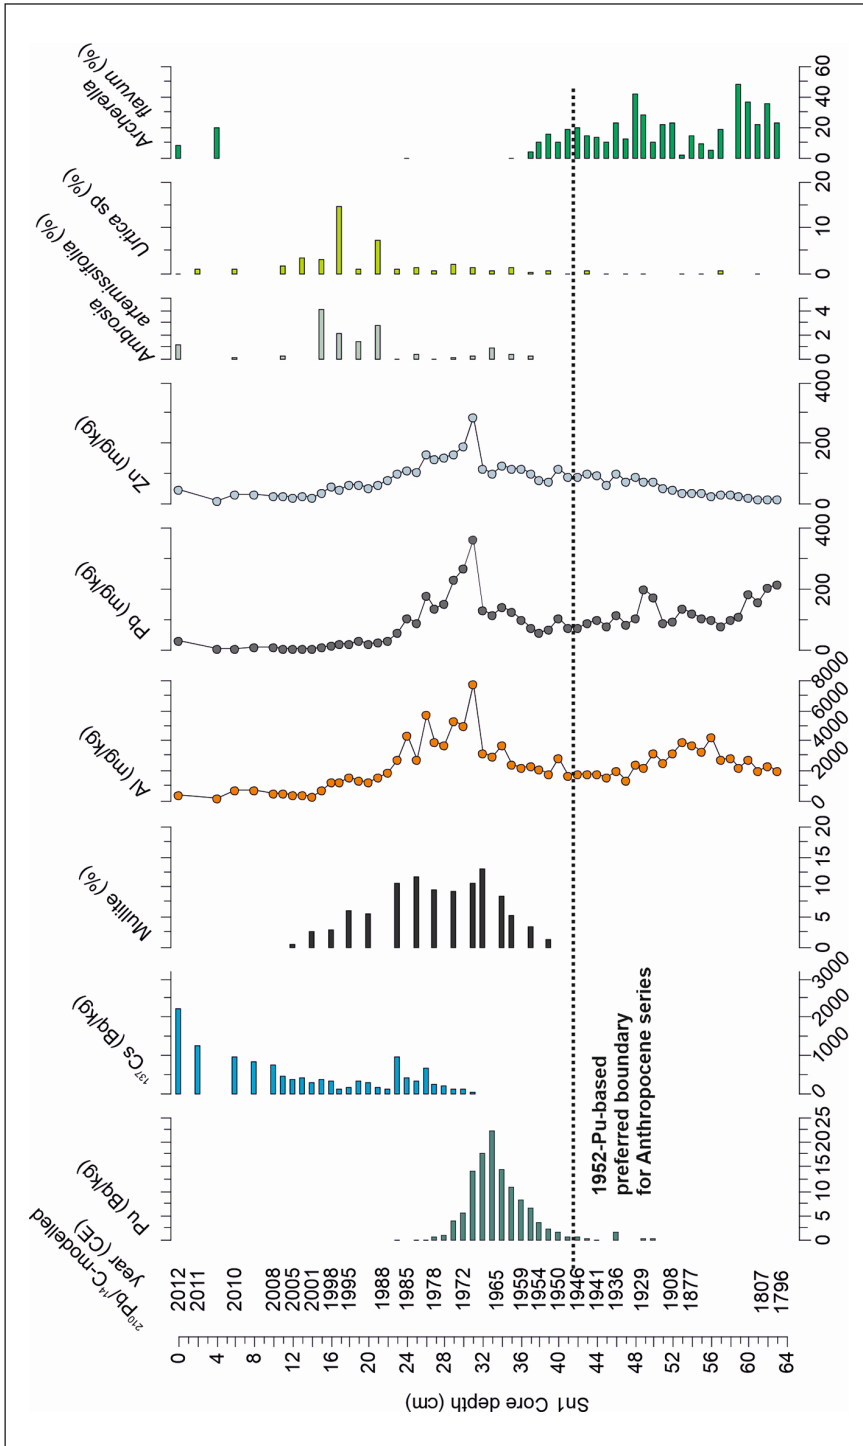 Archerella
flavum (%)
0 20 40 60
Urtica sp (%)
0 10 20
Ambrosia
artemissifolia (%)
0 2 4
Zn (mg/kg)
0 200 400
Pb (mg/kg)
0 200 400
Al (mg/kg)
0 2000 4000 6000 8000
Mullite (%)
0 5 10 15 20
¹³⁷Cs (Bq/kg)
0 1000 2000 3000
Pu (Bq/kg)
0 5 10 15 20 25
1952-Pu-based
preferred boundary
for Anthropocene series
²¹⁰Pb/¹⁴C-modelled
year (CE)
2012 2011 2010 2008 2005 2001 1998 1995 1988 1985 1978 1972 1965 1959 1954 1950 1946 1941 1936 1929 1908 1877 1807 1796
0 4 8 12 16 20 24 28 32 36 40 44 48 52 56 60 64
Sn1 Core depth (cm)